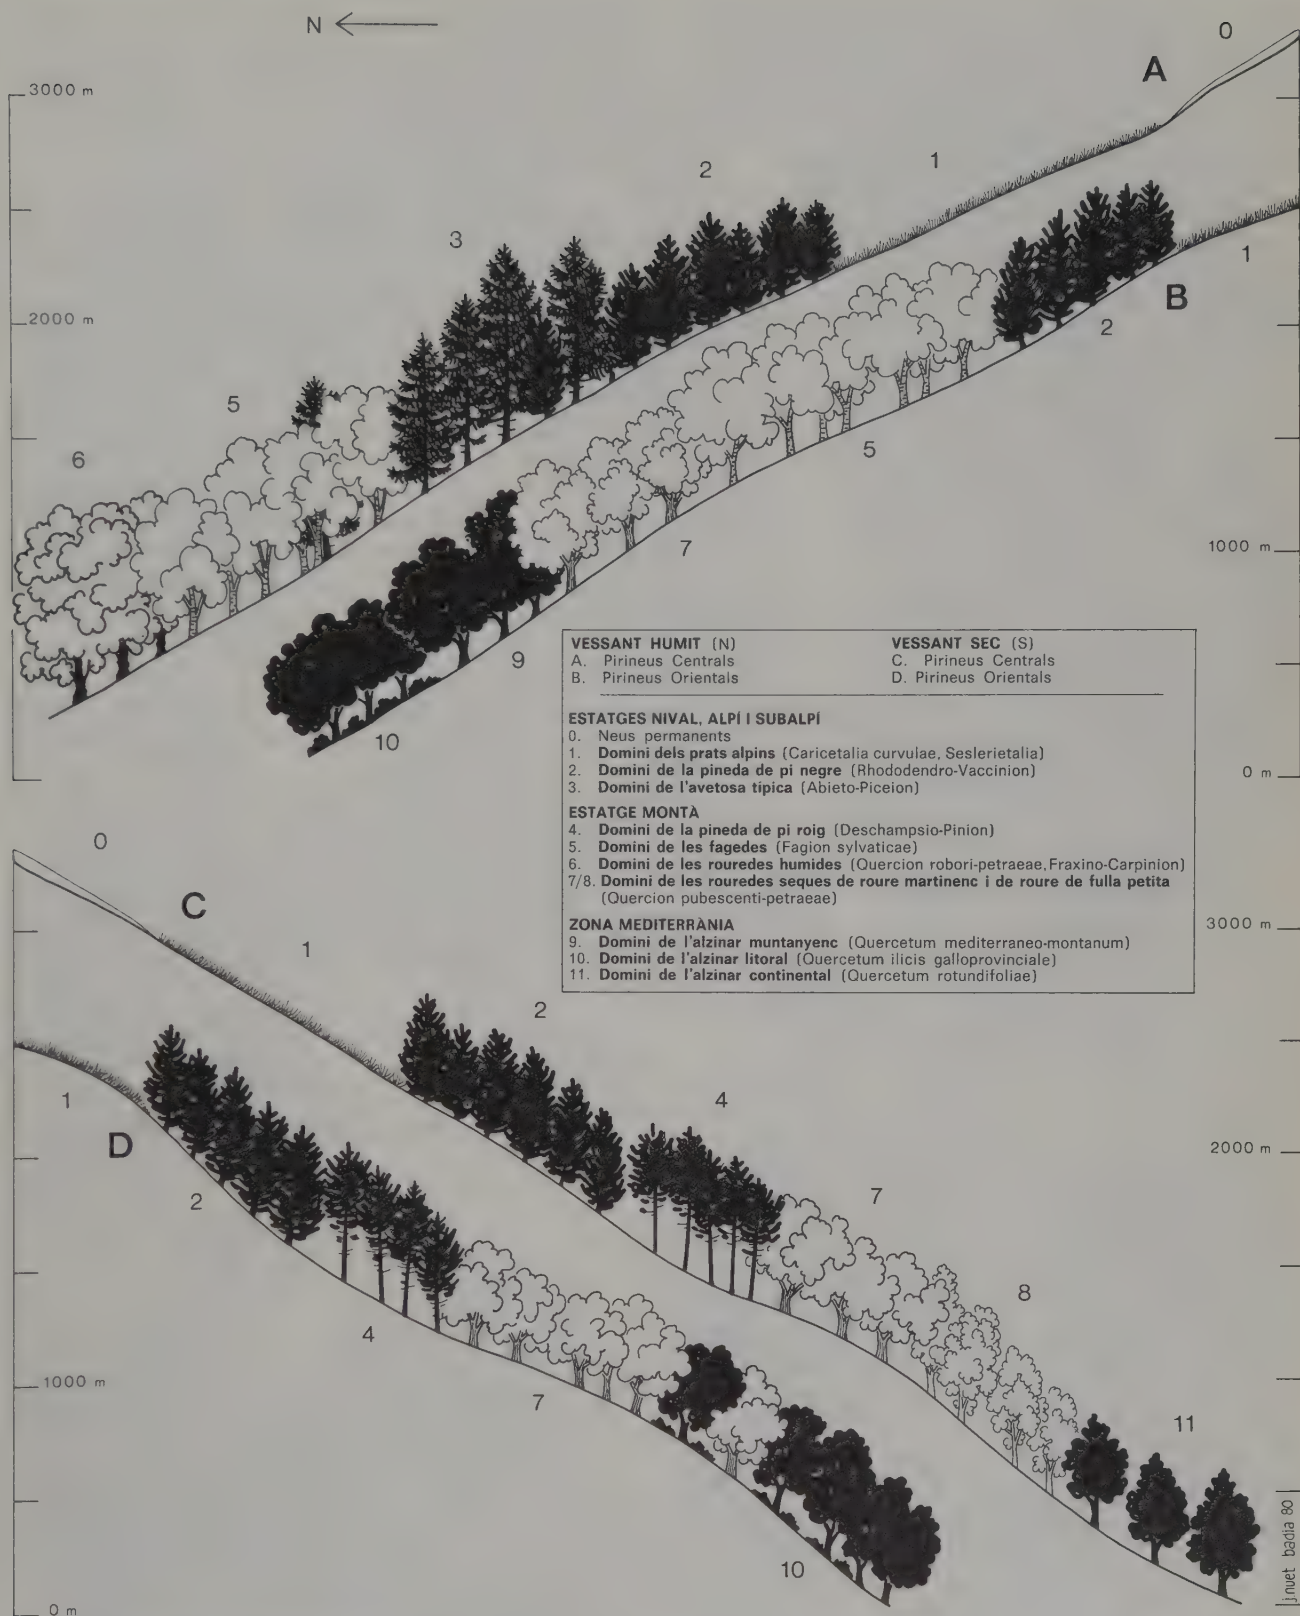 N
0
A
3000 m
1
2
3
1
B
2
2000 m
5
5
6
7
1000 m
9
10
VESSANT HUMIT (N) VESSANT SEC (S)
A. Pirineus Centrals C. Pirineus Centrals
B. Pirineus Orientals D. Pirineus Orientals
ESTATGES NIVAL, ALPÍ I SUBALPÍ
0. Neus permanents
1. Domini dels prats alpins (Caricetalia curvulae, Seslerietalia)
2. Domini de la pineda de pi negre (Rhododendro-Vaccinion)
3. Domini de l'avetosa típica (Abieto-Piceion)
ESTATGE MONTÀ
4. Domini de la pineda de pi roig (Deschampsio-Pinion)
5. Domini de les fagedes (Fagion sylvaticae)
6. Domini de les rouredes humides (Quercion robori-petraeae, Fraxino-Carpinion)
7/8. Domini de les rouredes seques de roure martinenc i de roure de fulla petita
(Quercion pubescenti-petraeae)
ZONA MEDITERRÀNIA
9. Domini de l'alzinar muntanyenc (Quercetum mediterraneo-montanum)
10. Domini de l'alzinar litoral (Quercetum ilicis galloprovinciale)
11. Domini de l'alzinar continental (Quercetum rotundifoliae)
0 m
0
C
3000 m
1
2
1
D
4
2000 m
2
7
8
4
1000 m
7
11
10
0 m
j.nuet badia 80